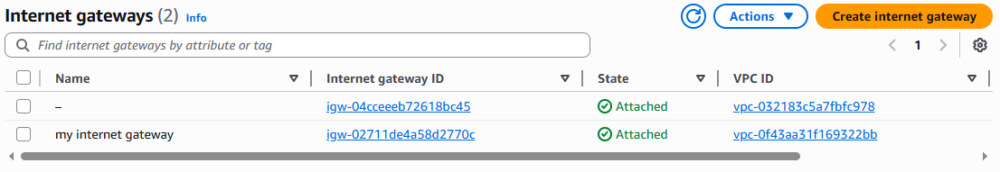 Internet gateways (2) Info
Actions
Create internet gateway
Find internet gateways by attribute or tag
1
Name Internet gateway ID State VPC ID
– igw-04cceeeb72618bc45 Attached vpc-032183c5a7fbfc978
my internet gateway igw-02711de4a58d2770c Attached vpc-0f43aa31f169322bb